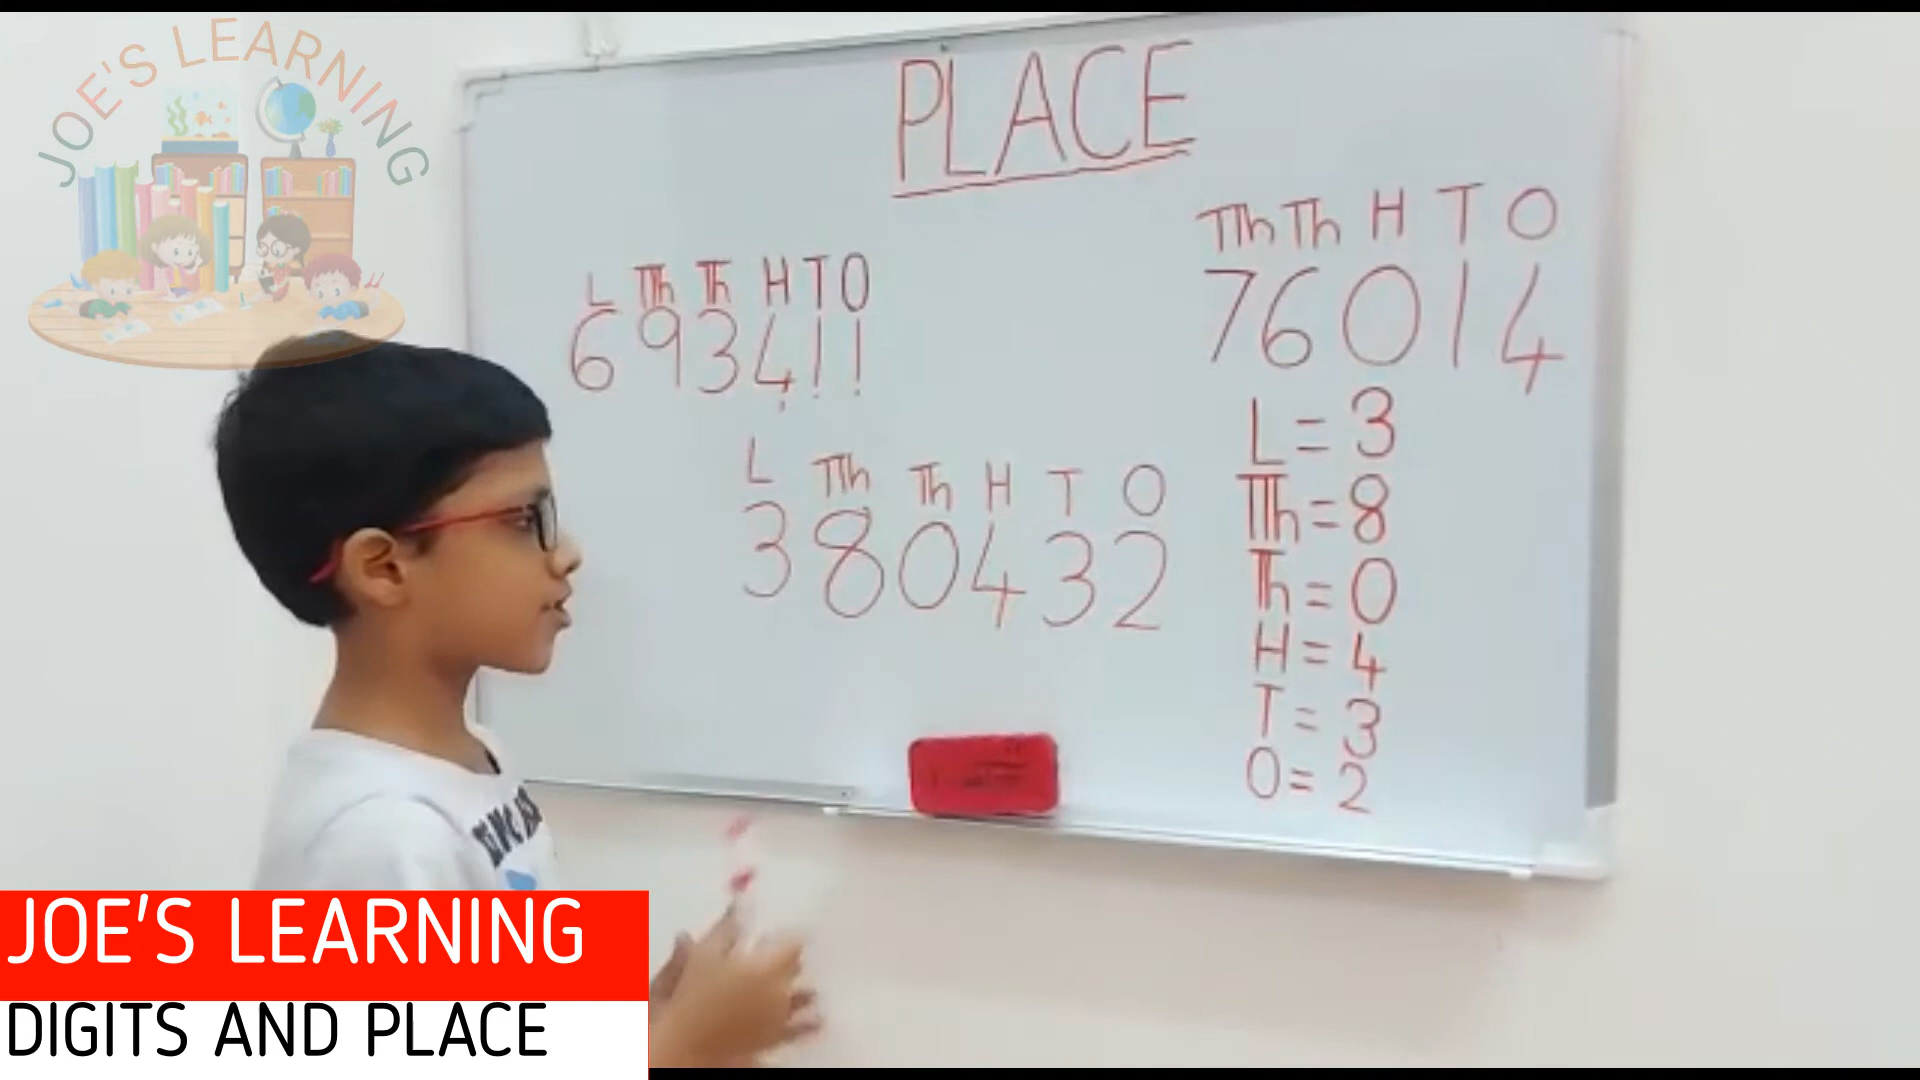 JOE'S LEARNING
PLACE
TTh Th H T O
76014
L TTh Th H T O
693411
L TTh Th H T O
380432
L = 3
TTh = 8
Th = 0
H = 4
T = 3
O = 2
JOE'S LEARNING
DIGITS AND PLACE